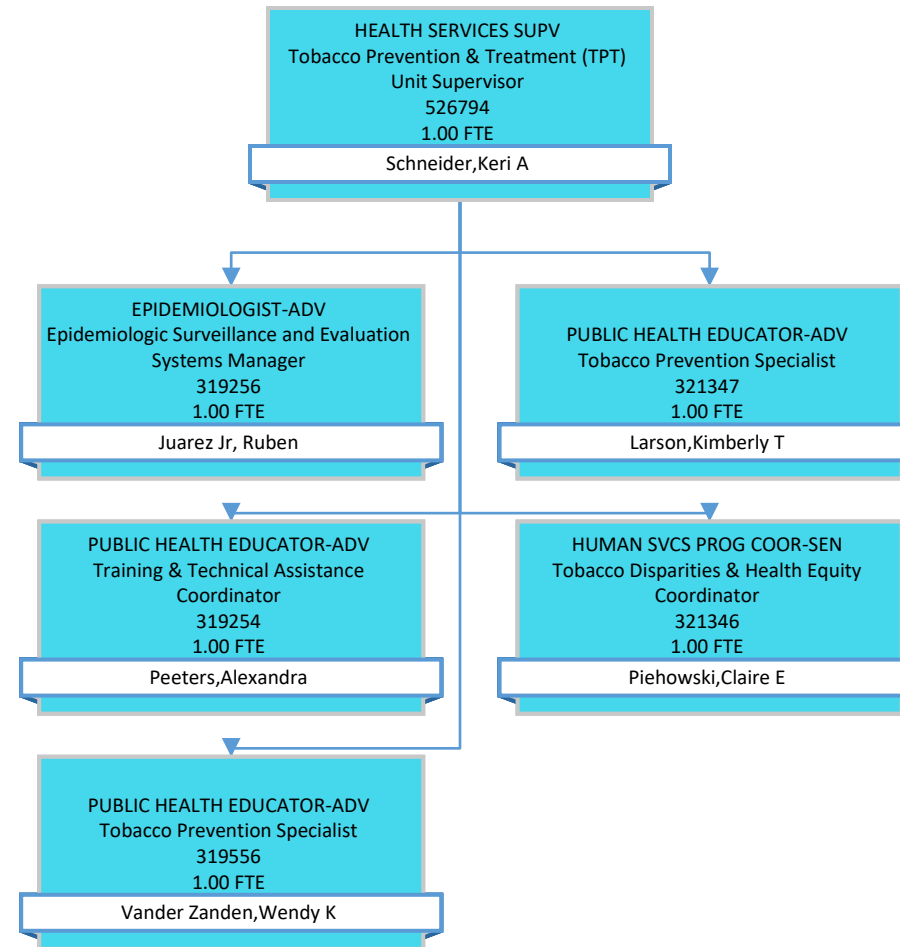 HEALTH SERVICES SUPV
Tobacco Prevention & Treatment (TPT)
Unit Supervisor
526794
1.00 FTE
Schneider,Keri A
EPIDEMIOLOGIST-ADV
Epidemiologic Surveillance and Evaluation
Systems Manager
319256
1.00 FTE
Juarez Jr, Ruben
PUBLIC HEALTH EDUCATOR-ADV
Tobacco Prevention Specialist
321347
1.00 FTE
Larson,Kimberly T
PUBLIC HEALTH EDUCATOR-ADV
Training & Technical Assistance
Coordinator
319254
1.00 FTE
Peeters,Alexandra
HUMAN SVCS PROG COOR-SEN
Tobacco Disparities & Health Equity
Coordinator
321346
1.00 FTE
Piehowski,Claire E
PUBLIC HEALTH EDUCATOR-ADV
Tobacco Prevention Specialist
319556
1.00 FTE
Vander Zanden,Wendy K